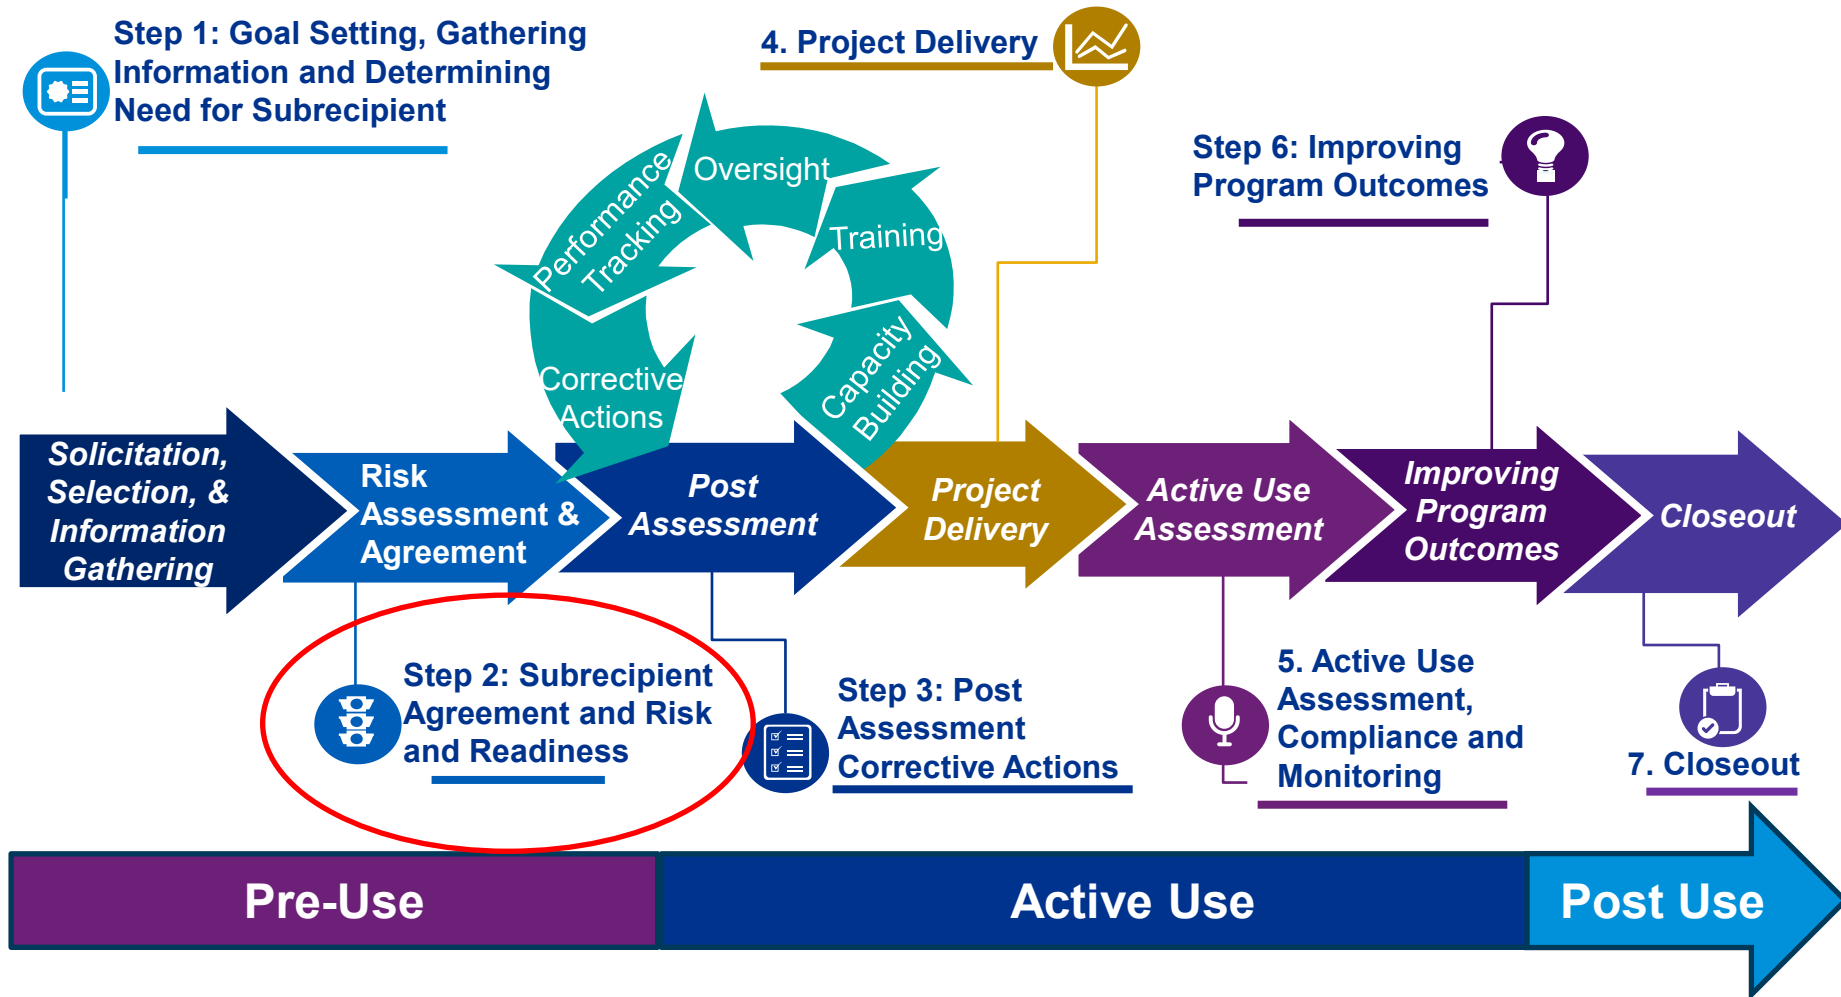 Step 1: Goal Setting, Gathering
Information and Determining
Need for Subrecipient
4. Project Delivery
Step 6: Improving
Program Outcomes
Performance
Tracking
Oversight
Training
Capacity
Building
Corrective
Actions
Solicitation,
Selection, &
Information
Gathering
Risk
Assessment &
Agreement
Post
Assessment
Project
Delivery
Active Use
Assessment
Improving
Program
Outcomes
Closeout
Step 2: Subrecipient
Agreement and Risk
and Readiness
Step 3: Post
Assessment
Corrective Actions
5. Active Use
Assessment,
Compliance and
Monitoring
7. Closeout
Pre-Use
Active Use
Post Use